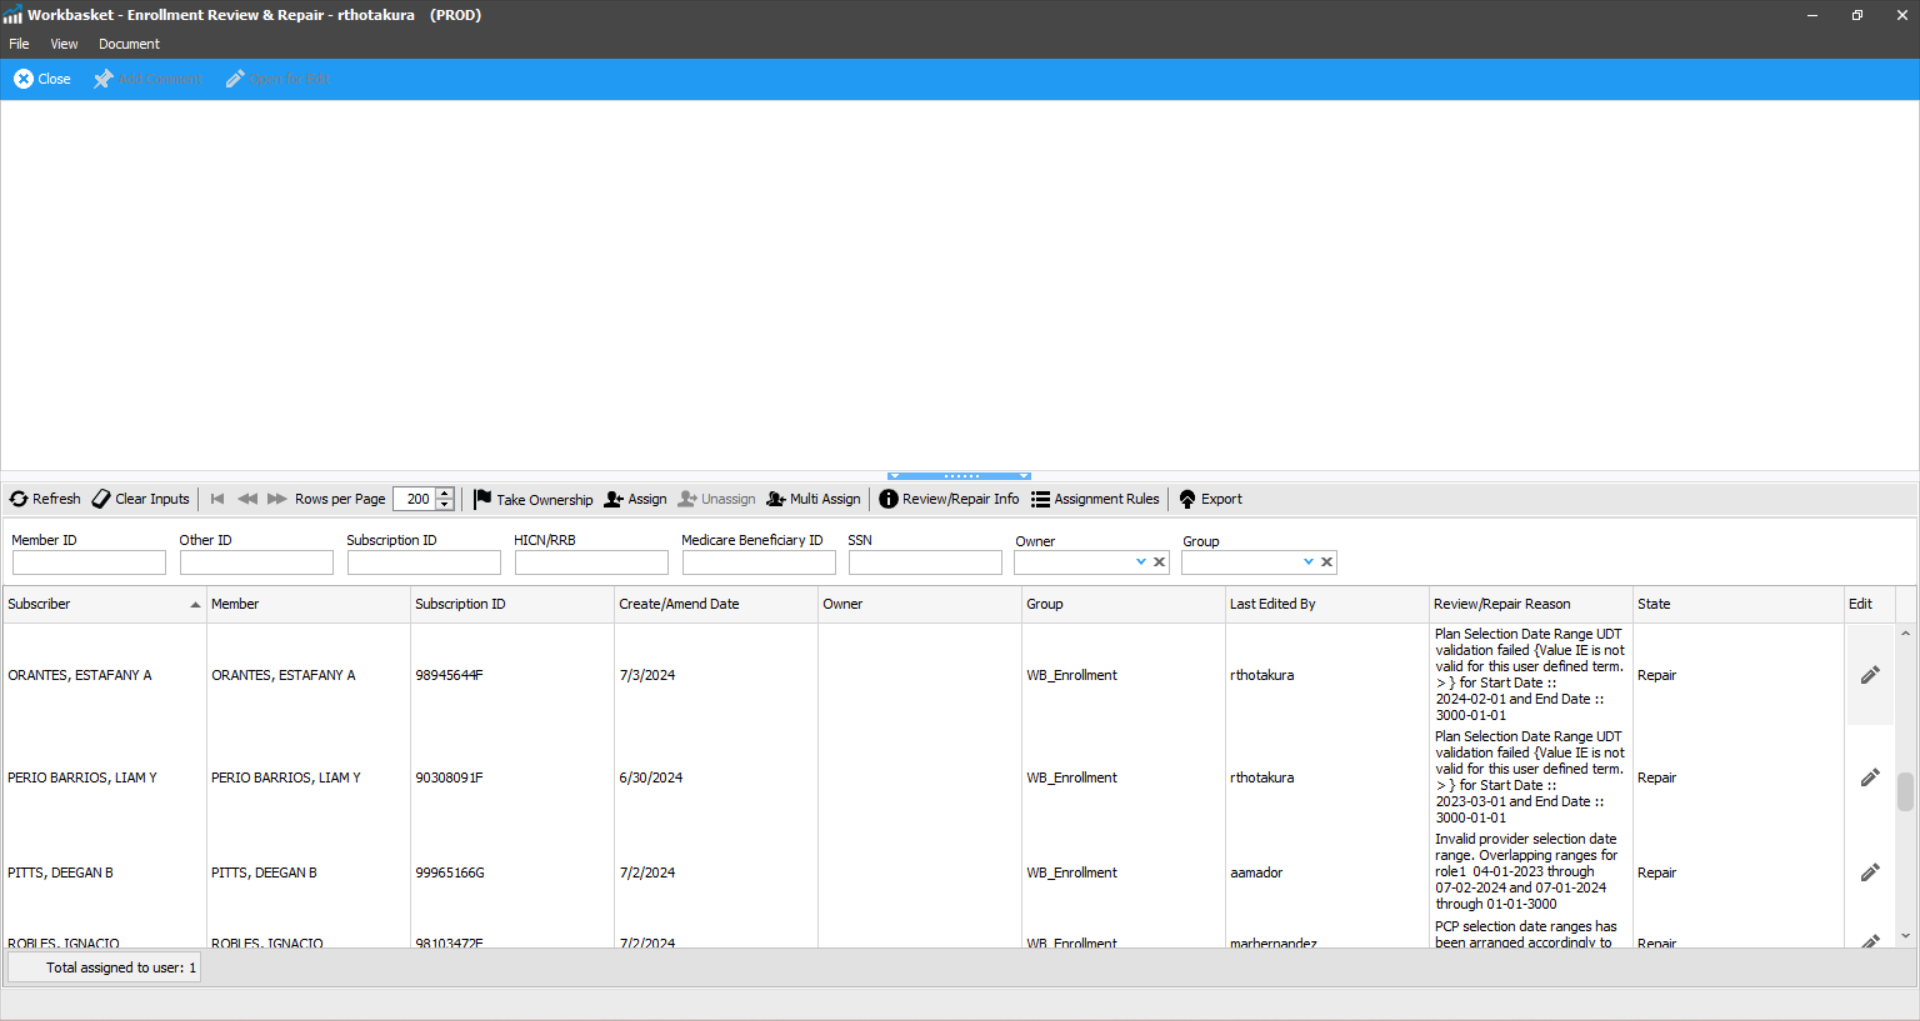 Workbasket - Enrollment Review & Repair - rthotakura (PROD)
File View Document
Close Add Comment Open for Edit
Refresh Clear Inputs Rows per Page 200 Take Ownership Assign Unassign Multi Assign Review/Repair Info Assignment Rules Export
Member ID Other ID Subscription ID HICN/RRB Medicare Beneficiary ID SSN Owner Group
Subscriber Member Subscription ID Create/Amend Date Owner Group Last Edited By Review/Repair Reason State Edit
ORANTES, ESTAFANY A ORANTES, ESTAFANY A 98945644F 7/3/2024 WB_Enrollment rthotakura
Plan Selection Date Range UDT
validation failed {Value IE is not
valid for this user defined term.
> } for Start Date ::
2024-02-01 and End Date ::
3000-01-01
Repair
PERIO BARRIOS, LIAM Y PERIO BARRIOS, LIAM Y 90308091F 6/30/2024 WB_Enrollment rthotakura
Plan Selection Date Range UDT
validation failed {Value IE is not
valid for this user defined term.
> } for Start Date ::
2023-03-01 and End Date ::
3000-01-01
Repair
PITTS, DEEGAN B PITTS, DEEGAN B 99965166G 7/2/2024 WB_Enrollment aamador
Invalid provider selection date
range. Overlapping ranges for
role1 04-01-2023 through
07-02-2024 and 07-01-2024
through 01-01-3000
Repair
ROBLES, IGNACIO ROBLES, IGNACIO 98103472F 7/2/2024 WB_Enrollment marhernandez
PCP selection date ranges has
been arranged accordingly to
Repair
Total assigned to user: 1